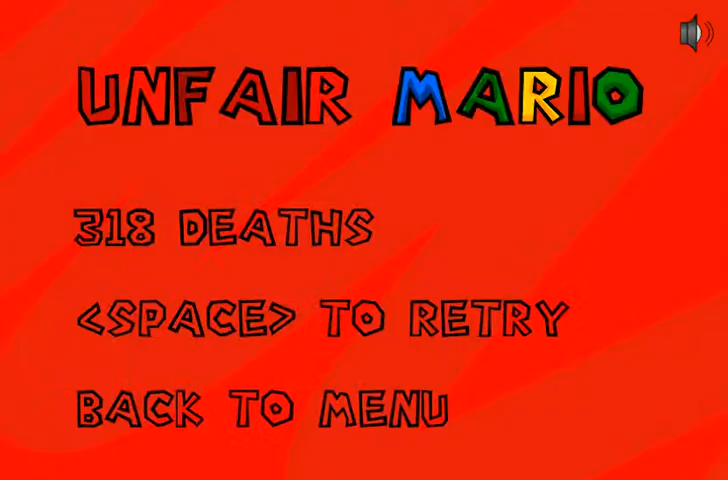 UNFAIR MARIO
318 DEATHS
<SPACE> TO RETRY
BACK TO MENU